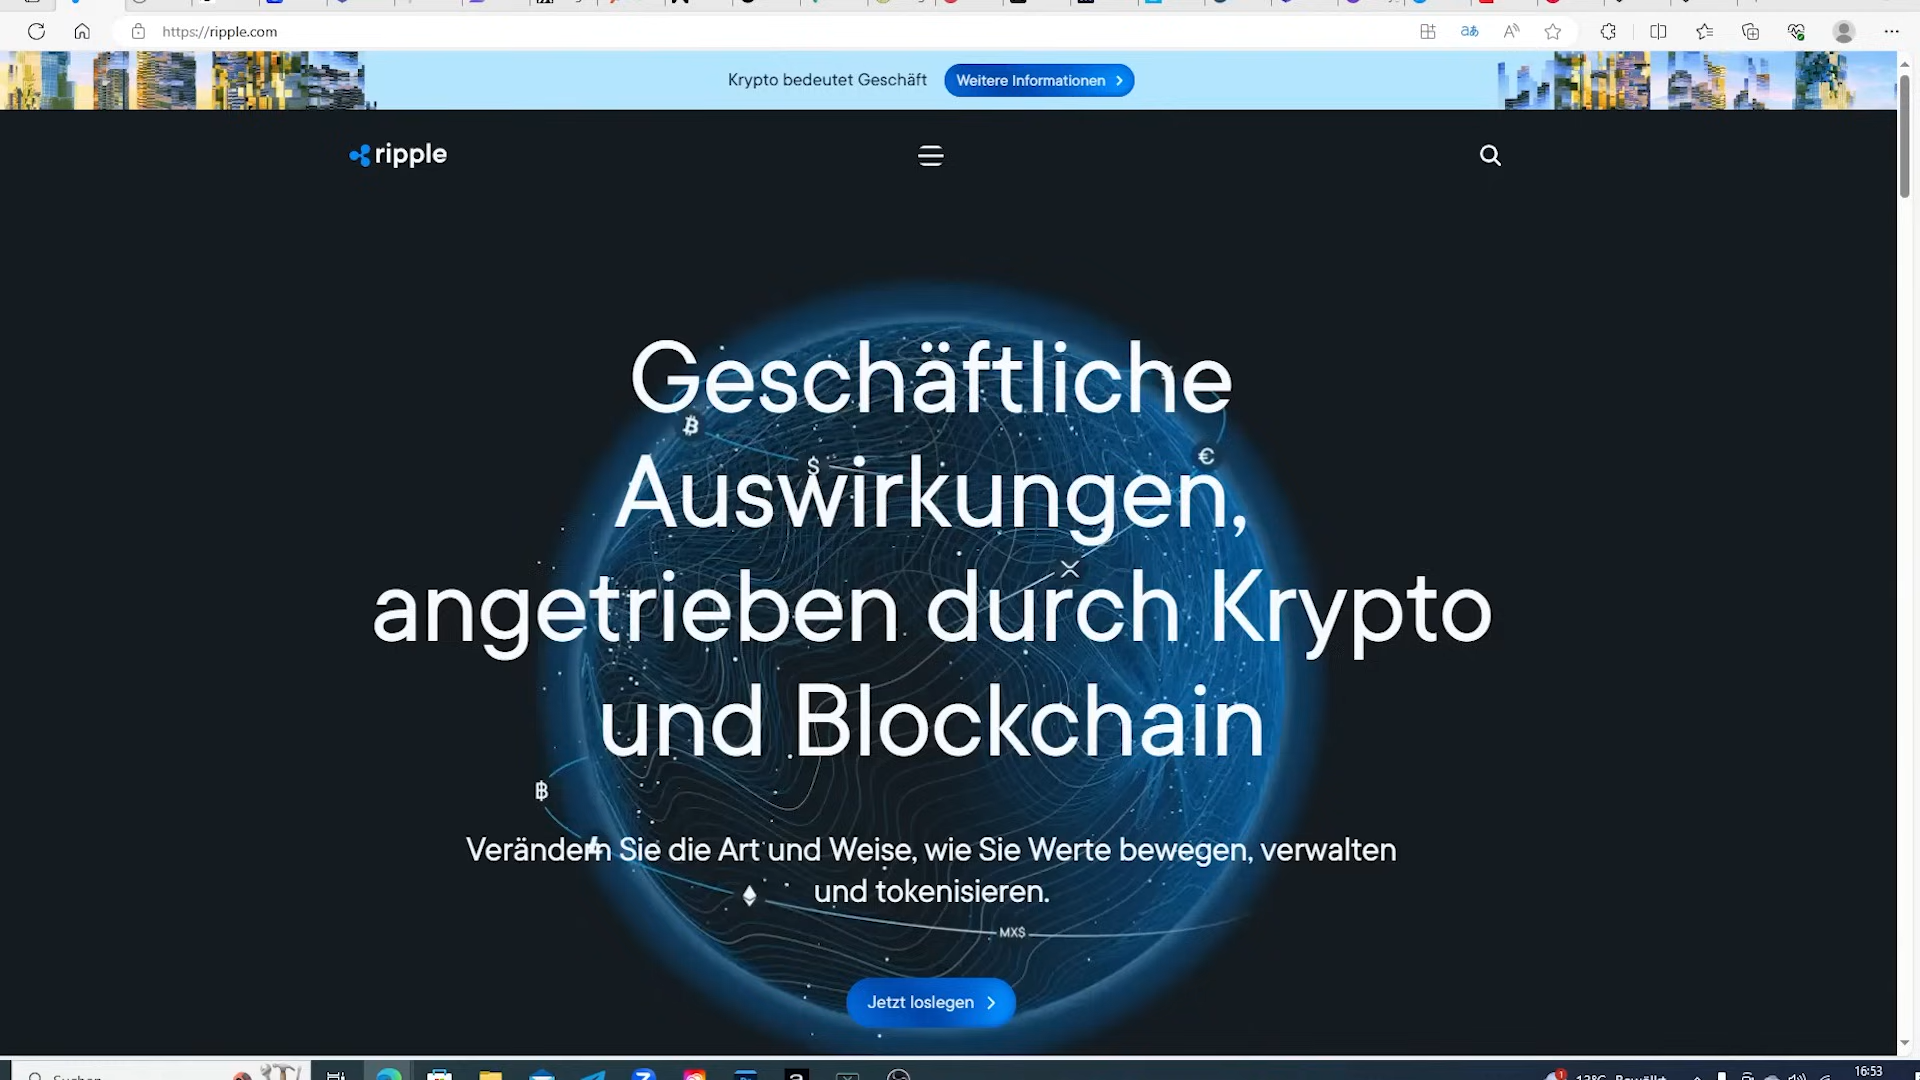 https://ripple.com
Krypto bedeutet Geschäft
Weitere Informationen
ripple
Geschäftliche
Auswirkungen,
angetrieben durch Krypto
und Blockchain
Verändern Sie die Art und Weise, wie Sie Werte bewegen, verwalten
und tokenisieren.
MX$
Jetzt loslegen
16:53